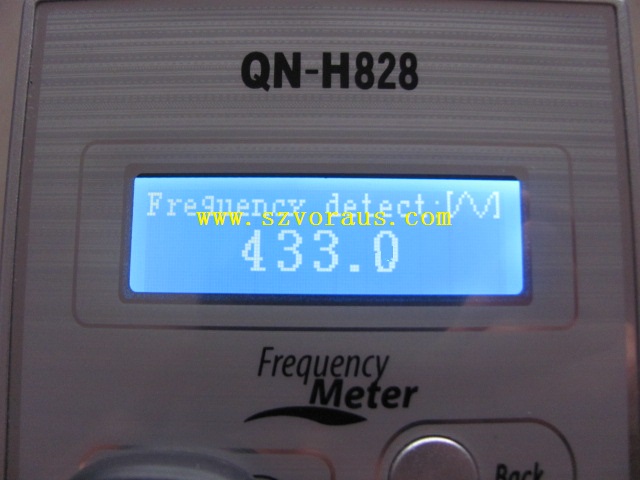 QN-H828
Frequency detect:[/\/\/]
www.szvoraus.com
433.0
Frequency
Meter
Back